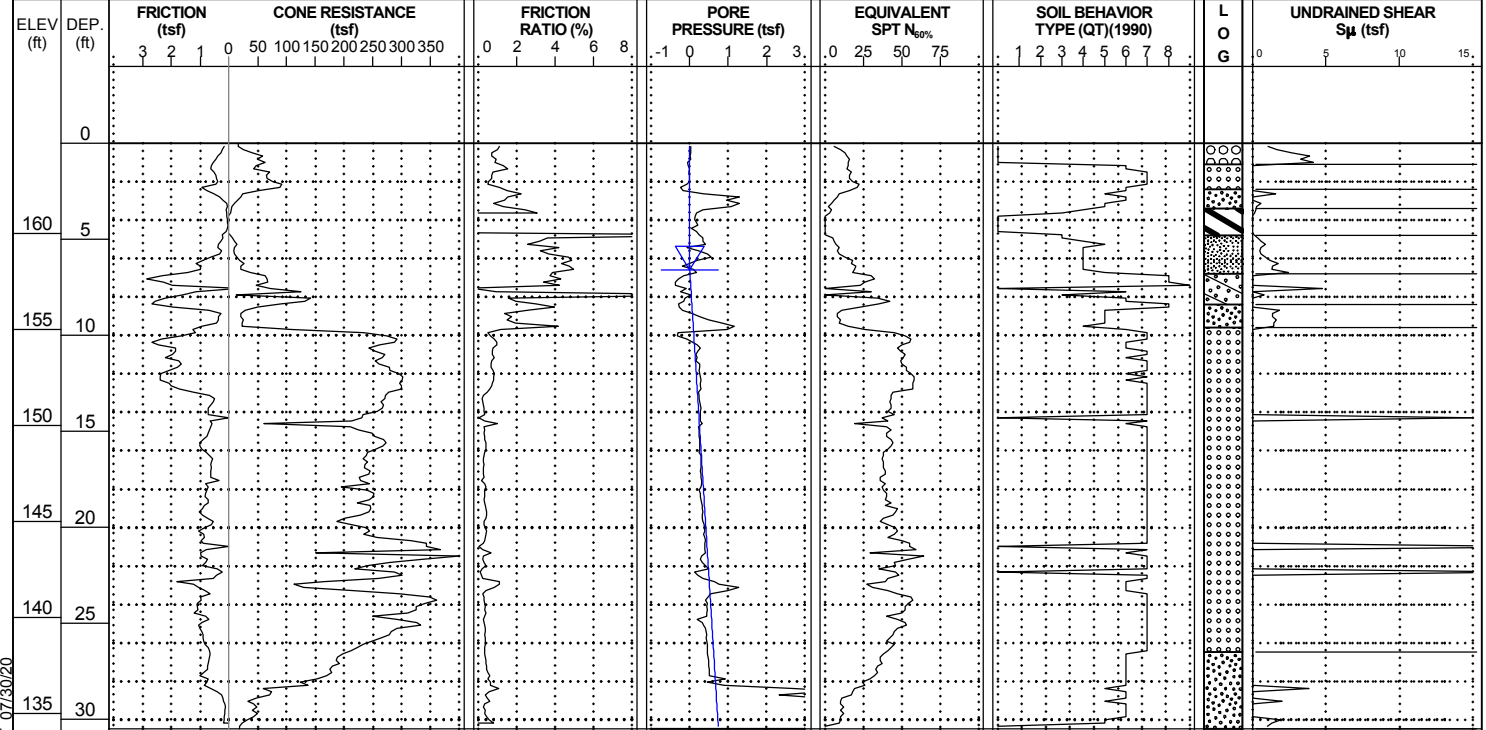 ELEV (ft)
DEP. (ft)
FRICTION (tsf)
3 2 1 0
CONE RESISTANCE (tsf)
50 100 150 200 250 300 350
FRICTION RATIO (%)
0 2 4 6 8
PORE PRESSURE (tsf)
-1 0 1 2 3
EQUIVALENT SPT N60%
0 25 50 75
SOIL BEHAVIOR TYPE (QT)(1990)
1 2 3 4 5 6 7 8
LOG
UNDRAINED SHEAR Sμ (tsf)
0 5 10 15
0
160
5
155
10
150
15
145
20
140
25
135
30
07/30/20